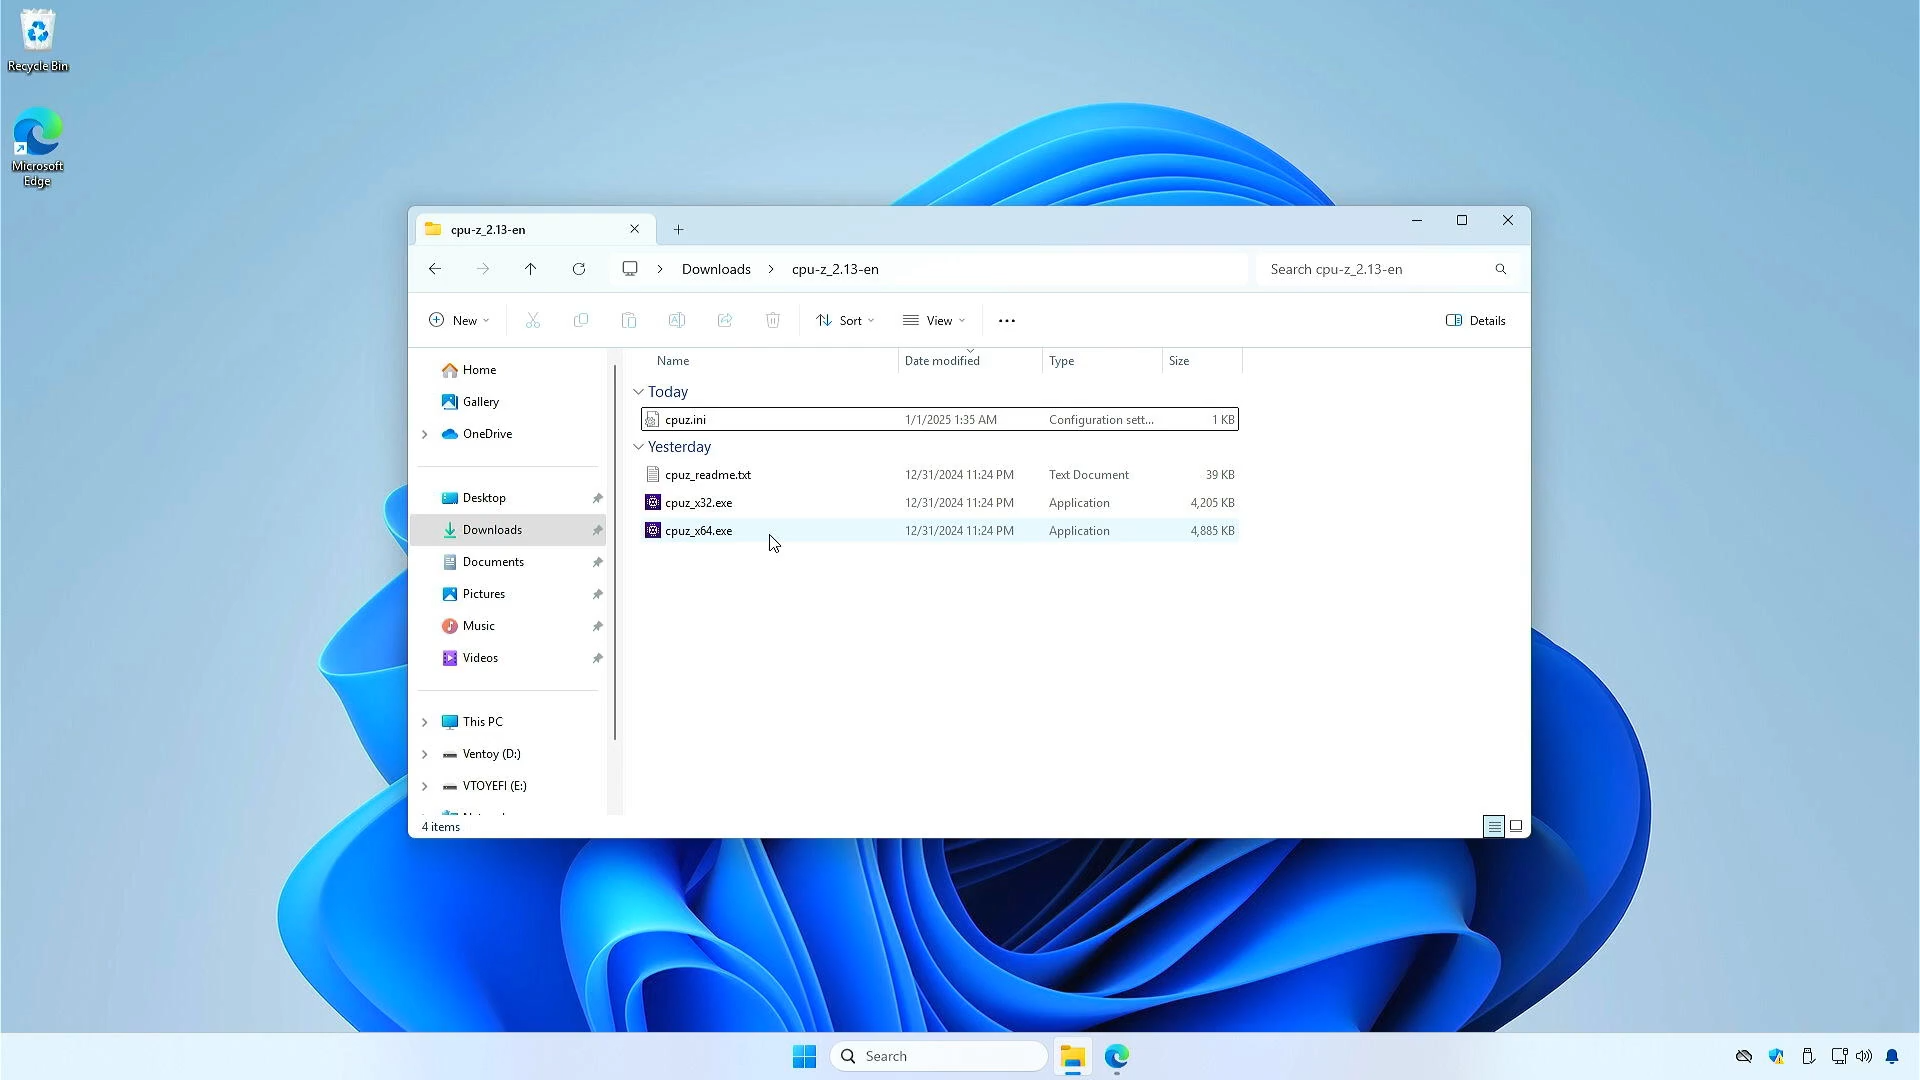 Recycle Bin
Microsoft
Edge
cpu-z_2.13-en
Downloads
cpu-z_2.13-en
Search cpu-z_2.13-en
New
Sort
View
Details
Name
Date modified
Type
Size
Home
Gallery
OneDrive
Desktop
Downloads
Documents
Pictures
Music
Videos
This PC
Ventoy (D:)
VTOYEFI (E:)
Today
cpuz.ini 1/1/2025 1:35 AM Configuration sett... 1 KB
Yesterday
cpuz_readme.txt 12/31/2024 11:24 PM Text Document 39 KB
cpuz_x32.exe 12/31/2024 11:24 PM Application 4,205 KB
cpuz_x64.exe 12/31/2024 11:24 PM Application 4,885 KB
4 items
Search